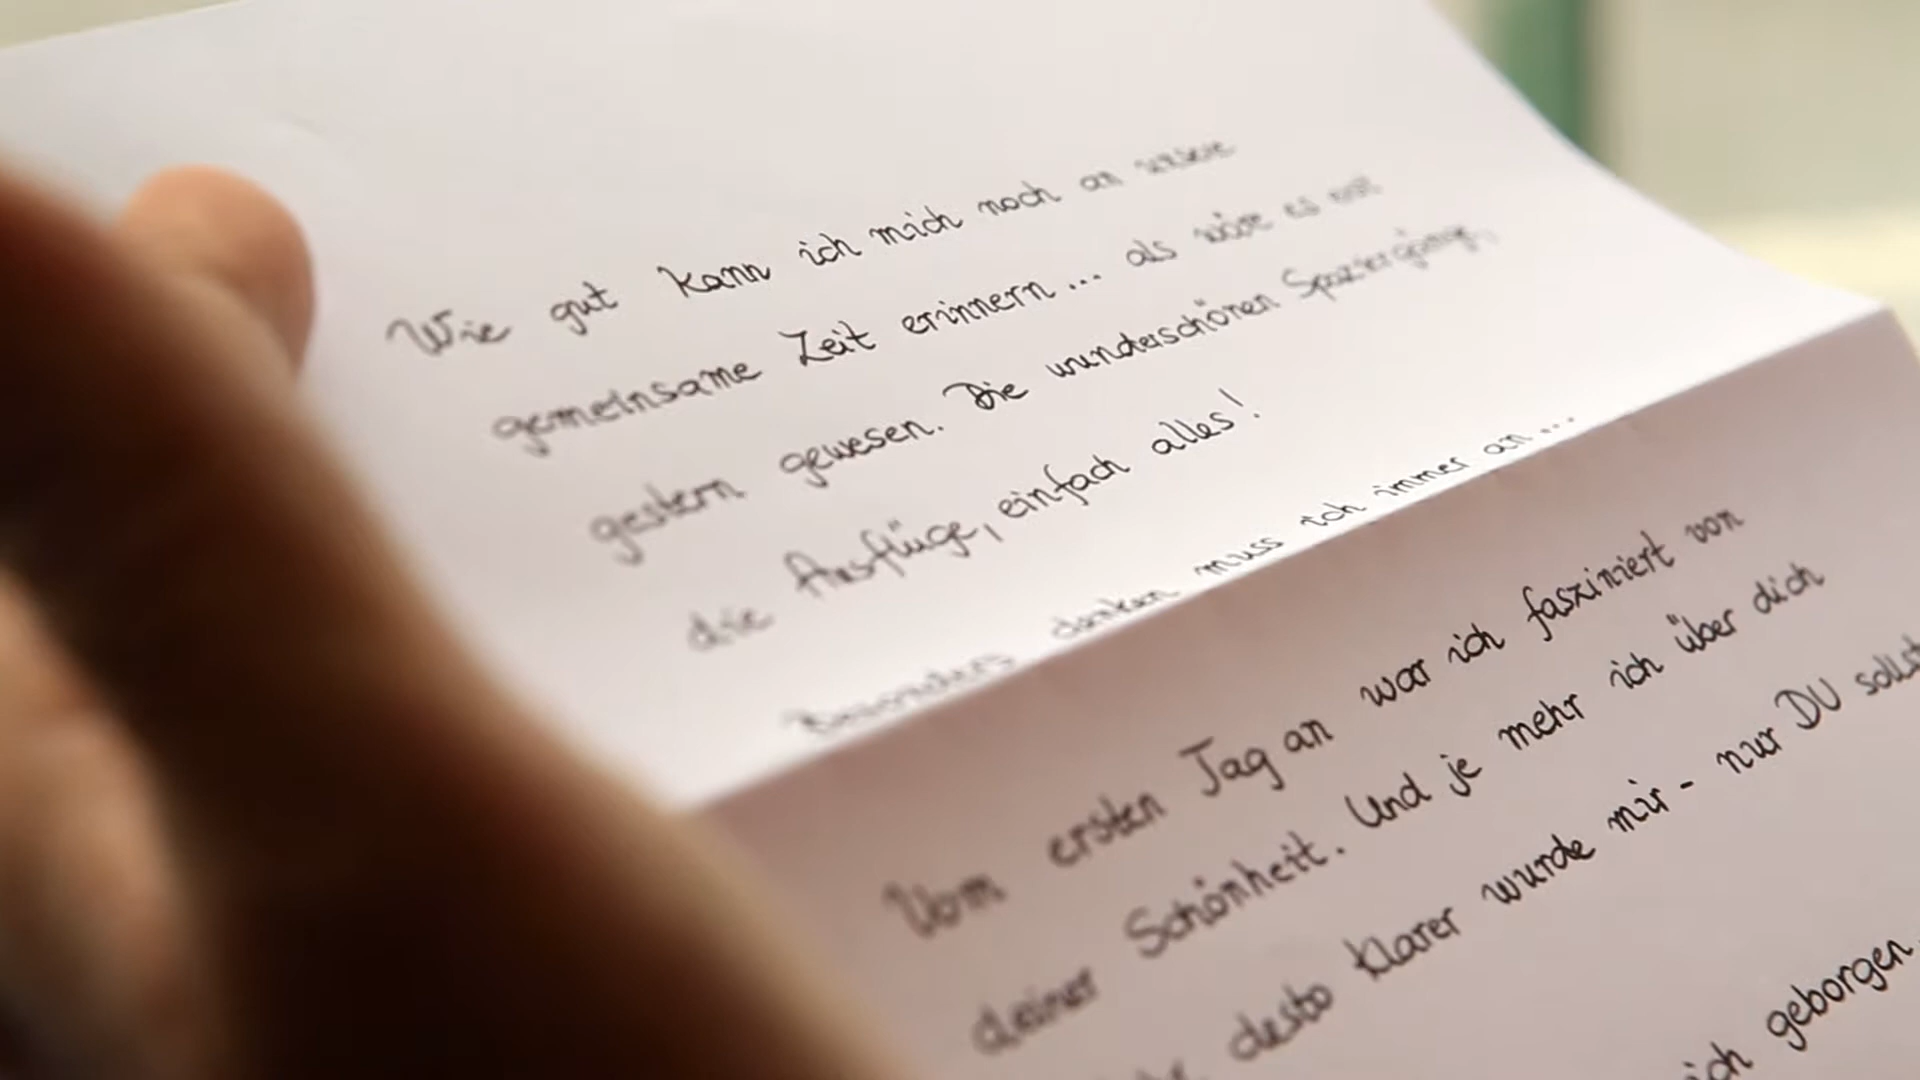 Wie gut kann ich mich noch an unsere
gemeinsame Zeit erinnern... als wäre es erst
gestern gewesen. Die wunderschönen Spaziergänge,
die Ausflüge, einfach alles!
Besonders denken muss ich immer an...
Vom ersten Tag an war ich fasziniert von
deiner Schönheit. Und je mehr ich über dich
desto klarer wurde mir - nur DU sollst
ich geborgen